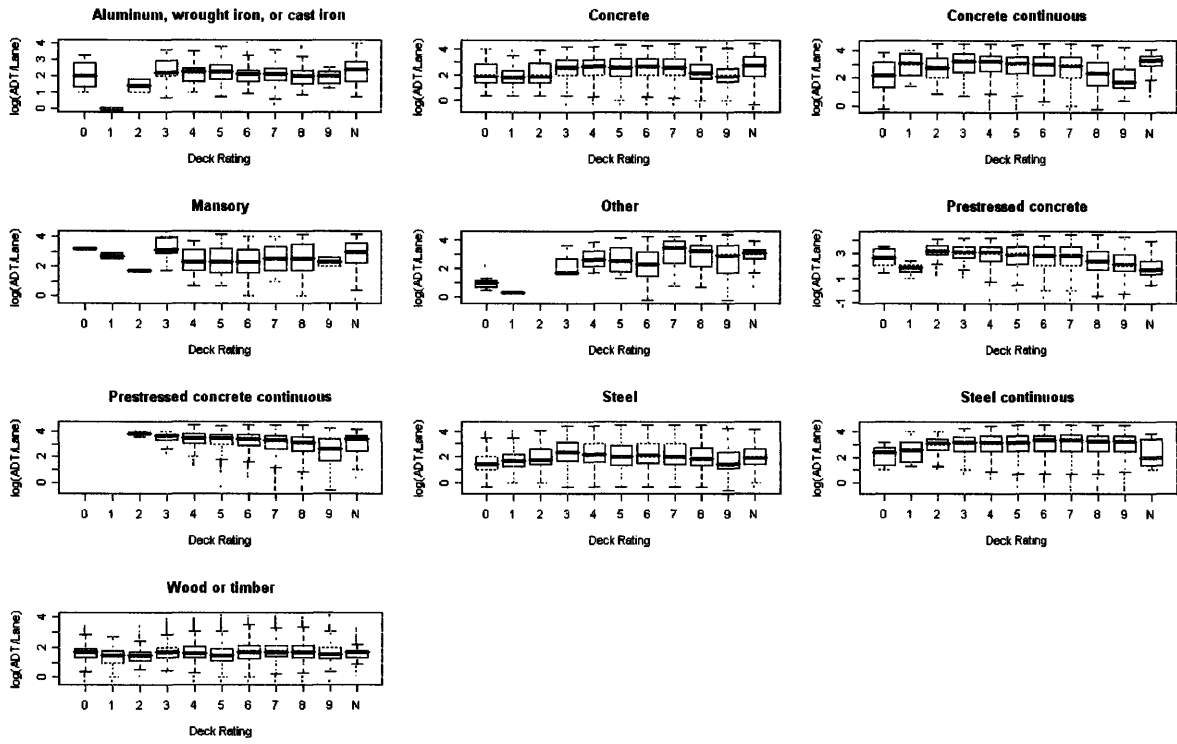 Aluminum, wrought iron, or cast iron
log(ADT/Lane)
0 1 2 3 4
0 1 2 3 4 5 6 7 8 9 N
Deck Rating
Concrete
log(ADT/Lane)
0 1 2 3 4
0 1 2 3 4 5 6 7 8 9 N
Deck Rating
Concrete continuous
log(ADT/Lane)
0 1 2 3 4
0 1 2 3 4 5 6 7 8 9 N
Deck Rating
Mansory
log(ADT/Lane)
0 2 4
0 1 2 3 4 5 6 7 8 9 N
Deck Rating
Other
log(ADT/Lane)
0 1 2 3 4
0 1 2 3 4 5 6 7 8 9 N
Deck Rating
Prestressed concrete
log(ADT/Lane)
-1 1 3
0 1 2 3 4 5 6 7 8 9 N
Deck Rating
Prestressed concrete continuous
log(ADT/Lane)
0 2 4
0 1 2 3 4 5 6 7 8 9 N
Deck Rating
Steel
log(ADT/Lane)
0 2 4
0 1 2 3 4 5 6 7 8 9 N
Deck Rating
Steel continuous
log(ADT/Lane)
0 2 4
0 1 2 3 4 5 6 7 8 9 N
Deck Rating
Wood or timber
log(ADT/Lane)
0 2 4
0 1 2 3 4 5 6 7 8 9 N
Deck Rating